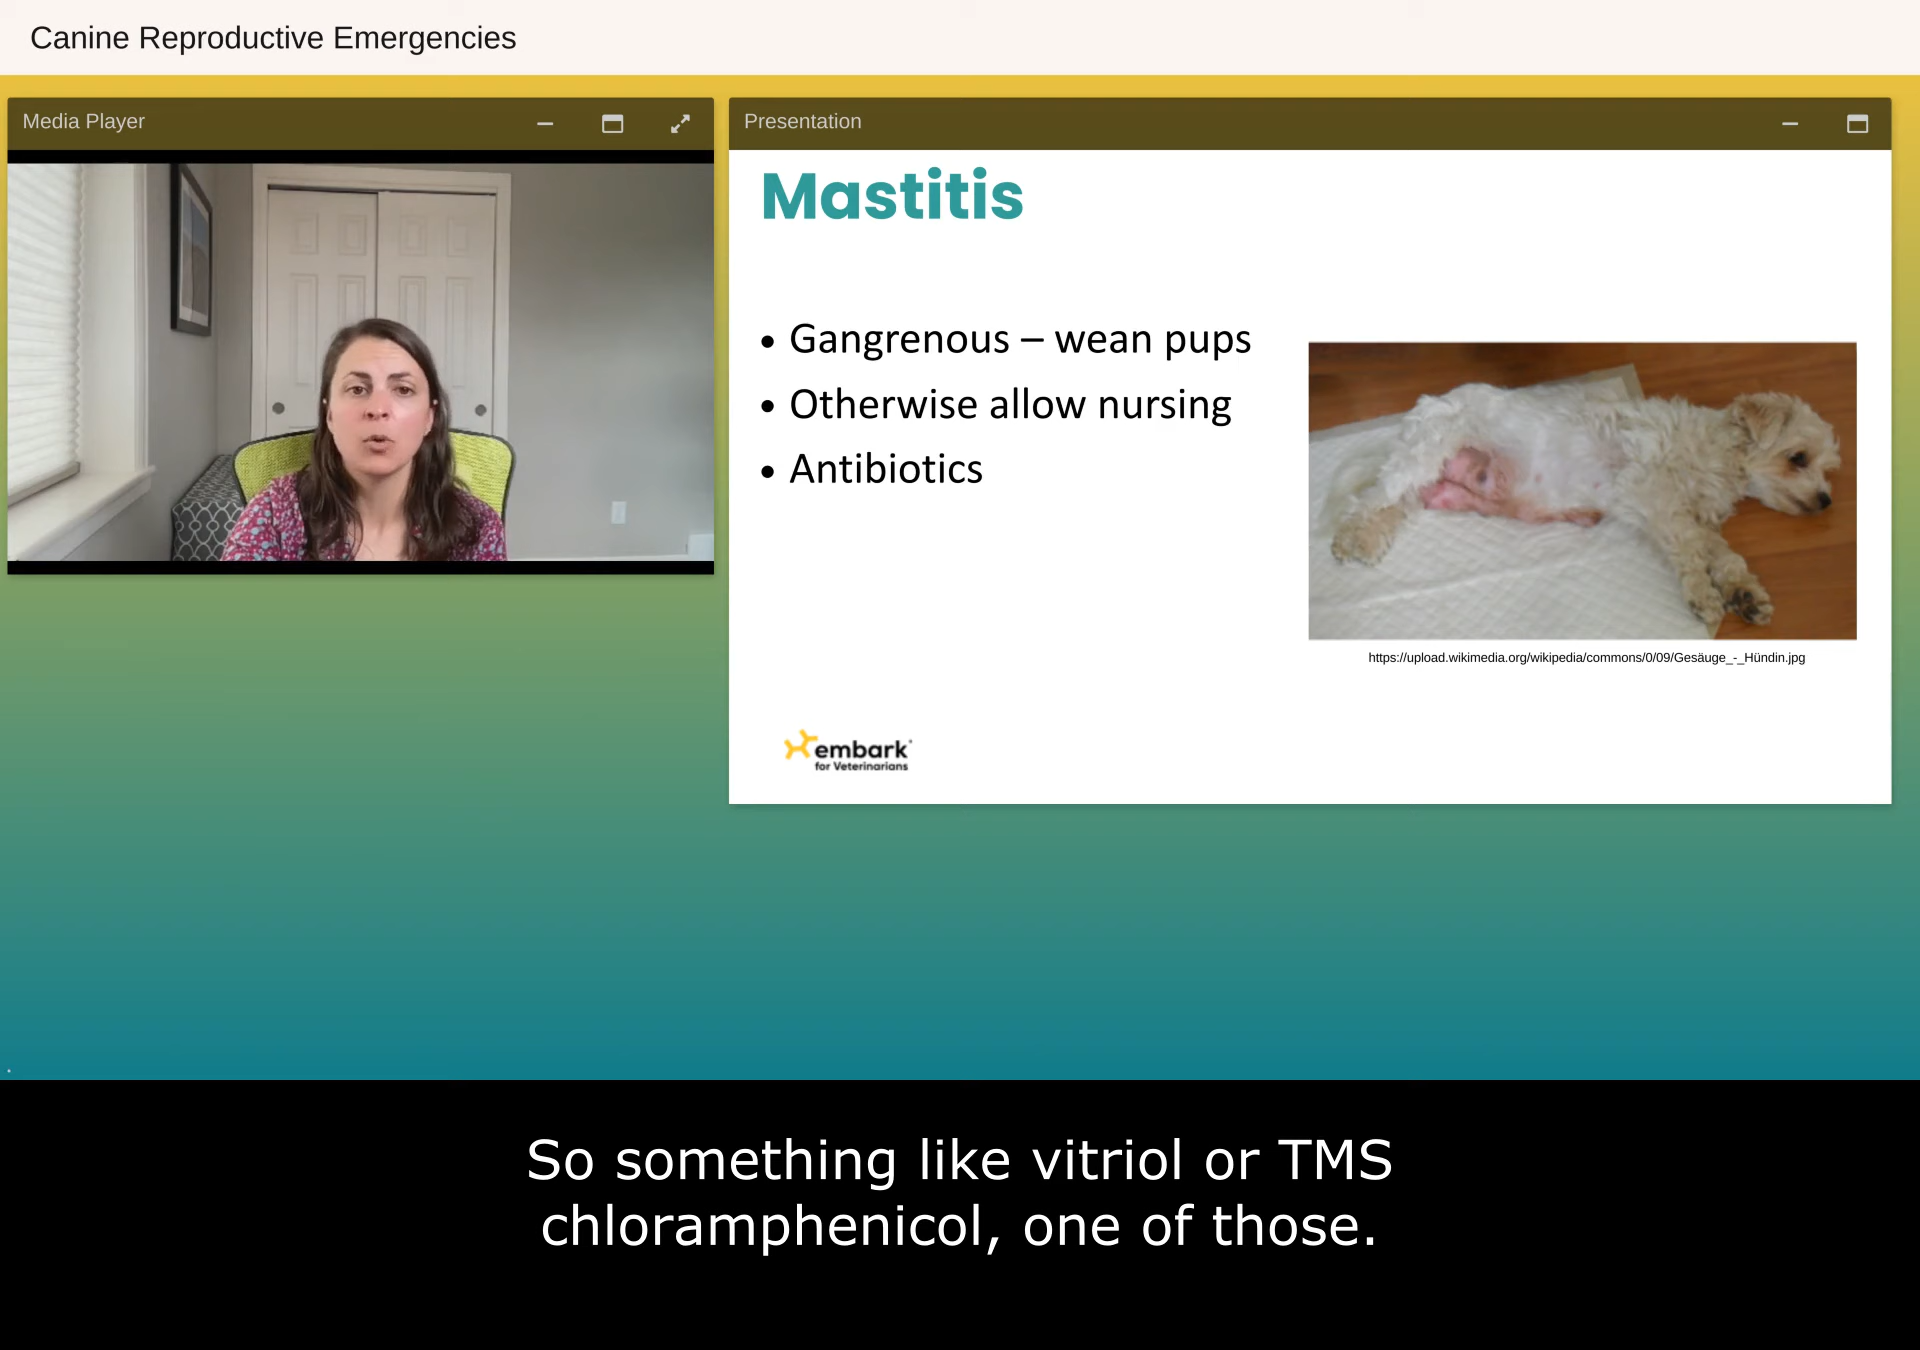 Canine Reproductive Emergencies
Media Player
Presentation
Mastitis
• Gangrenous – wean pups
• Otherwise allow nursing
• Antibiotics
https://upload.wikimedia.org/wikipedia/commons/0/09/Gesäuge_-_Hündin.jpg
embark
for Veterinarians
So something like vitriol or TMS
chloramphenicol, one of those.